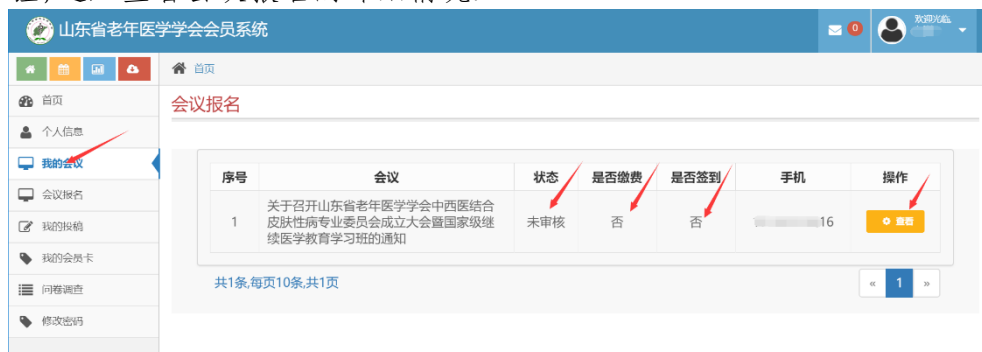 山东省老年医学学会会员系统
0
欢迎光临
首页
首页
会议报名
个人信息
我的会议
会议报名
我的投稿
我的会员卡
问卷调查
修改密码
序号 会议 状态 是否缴费 是否签到 手机 操作
1 关于召开山东省老年医学学会中西医结合
皮肤性病专业委员会成立大会暨国家级继
续医学教育学习班的通知
未审核 否 否 16 查看
共1条,每页10条,共1页
« 1 »